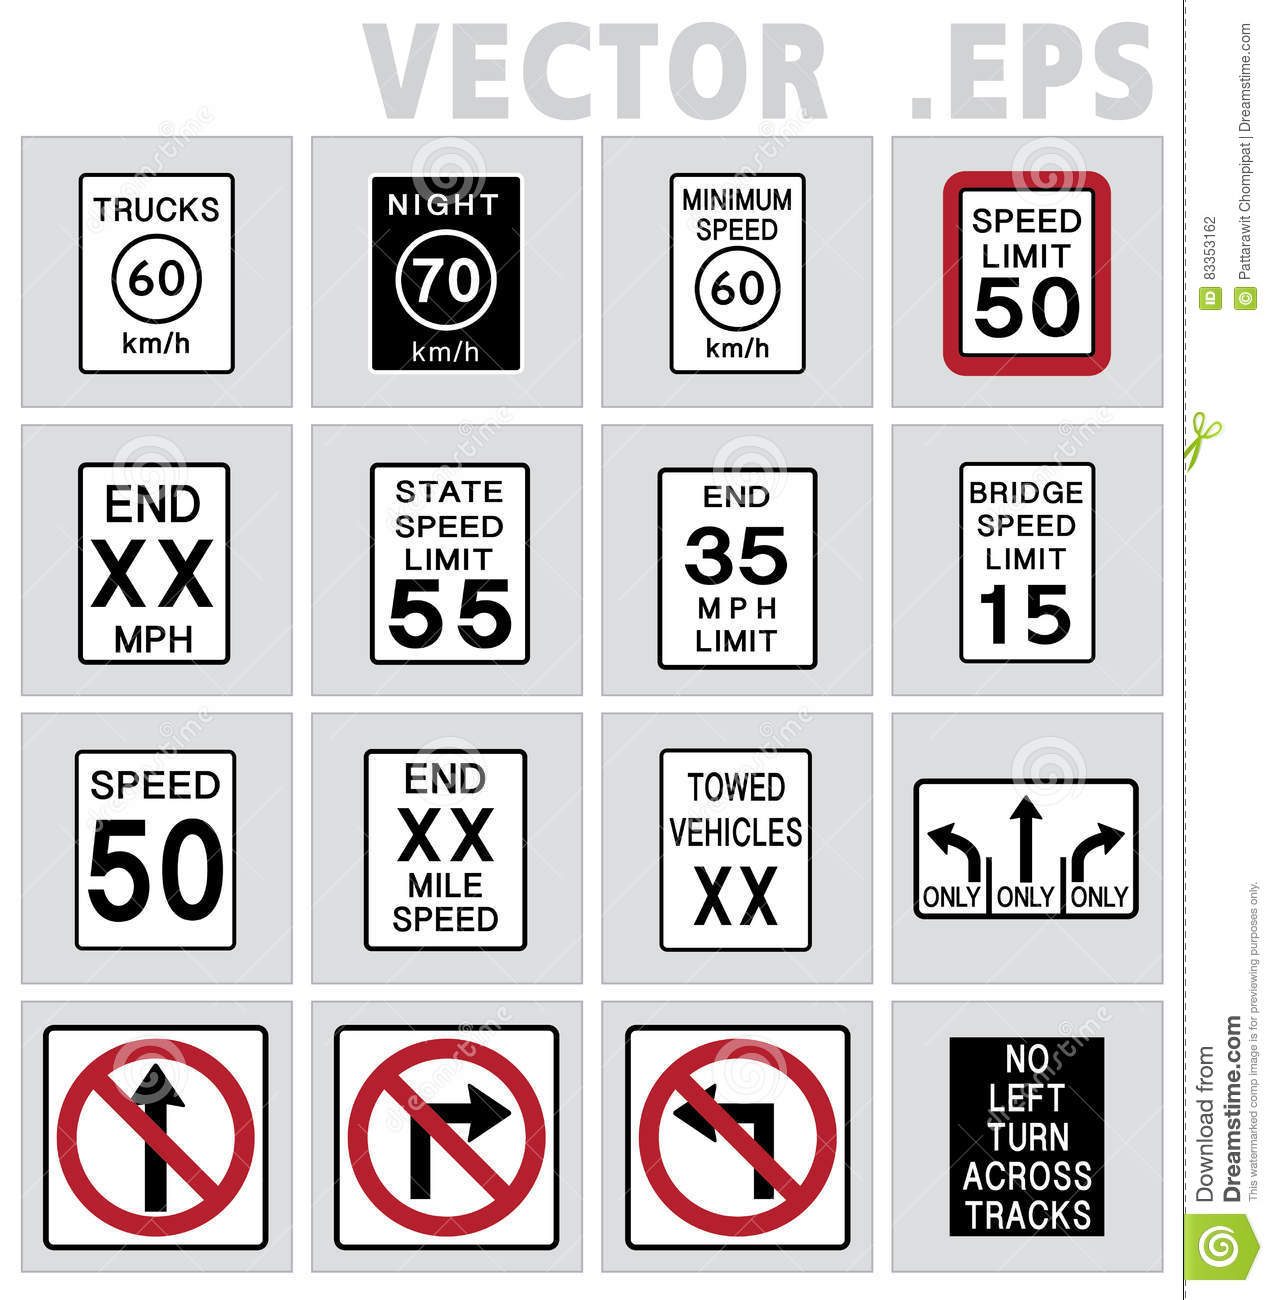 VECTOR .EPS
TRUCKS
60
km/h
NIGHT
70
km/h
MINIMUM
SPEED
60
km/h
SPEED
LIMIT
50
END
XX
MPH
STATE
SPEED
LIMIT
55
END
35
MPH
LIMIT
BRIDGE
SPEED
LIMIT
15
SPEED
50
END
XX
MILE
SPEED
TOWED
VEHICLES
XX
ONLY ONLY ONLY
NO
LEFT
TURN
ACROSS
TRACKS
ID 83353162
© Pattarawit Chompipat | Dreamstime.com
Download from
Dreamstime.com
This watermarked comp image is for previewing purposes only.
dreamstime